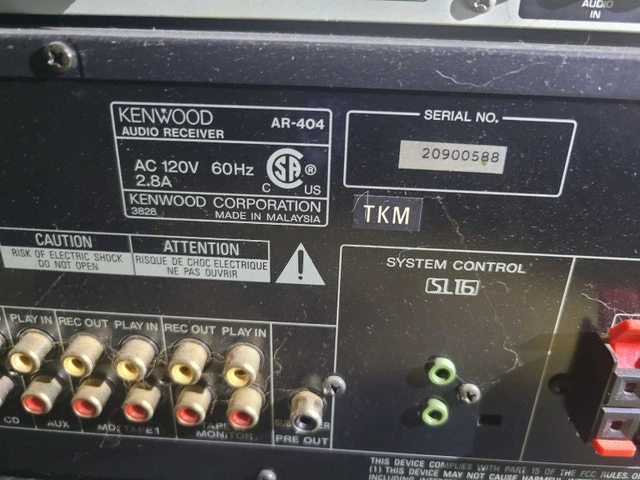 AUDIO
IN
KENWOOD
AUDIO RECEIVER
AR-404
AC 120V 60Hz
2.8A
SA ®
C US
KENWOOD CORPORATION
3828 MADE IN MALAYSIA
SERIAL NO.
20900588
TKM
CAUTION
RISK OF ELECTRIC SHOCK
DO NOT OPEN
ATTENTION
RISQUE DE CHOC ELECTRIQUE
NE PAS OUVRIR
SYSTEM CONTROL
SL16
PLAY IN REC OUT PLAY IN REC OUT PLAY IN
CD AUX
MONITOR
PRE OUT
THIS DEVICE COMPLIES WITH PART 15 OF THE FCC RULES.
(1) THIS DEVICE MAY NOT CAUSE HARMFUL